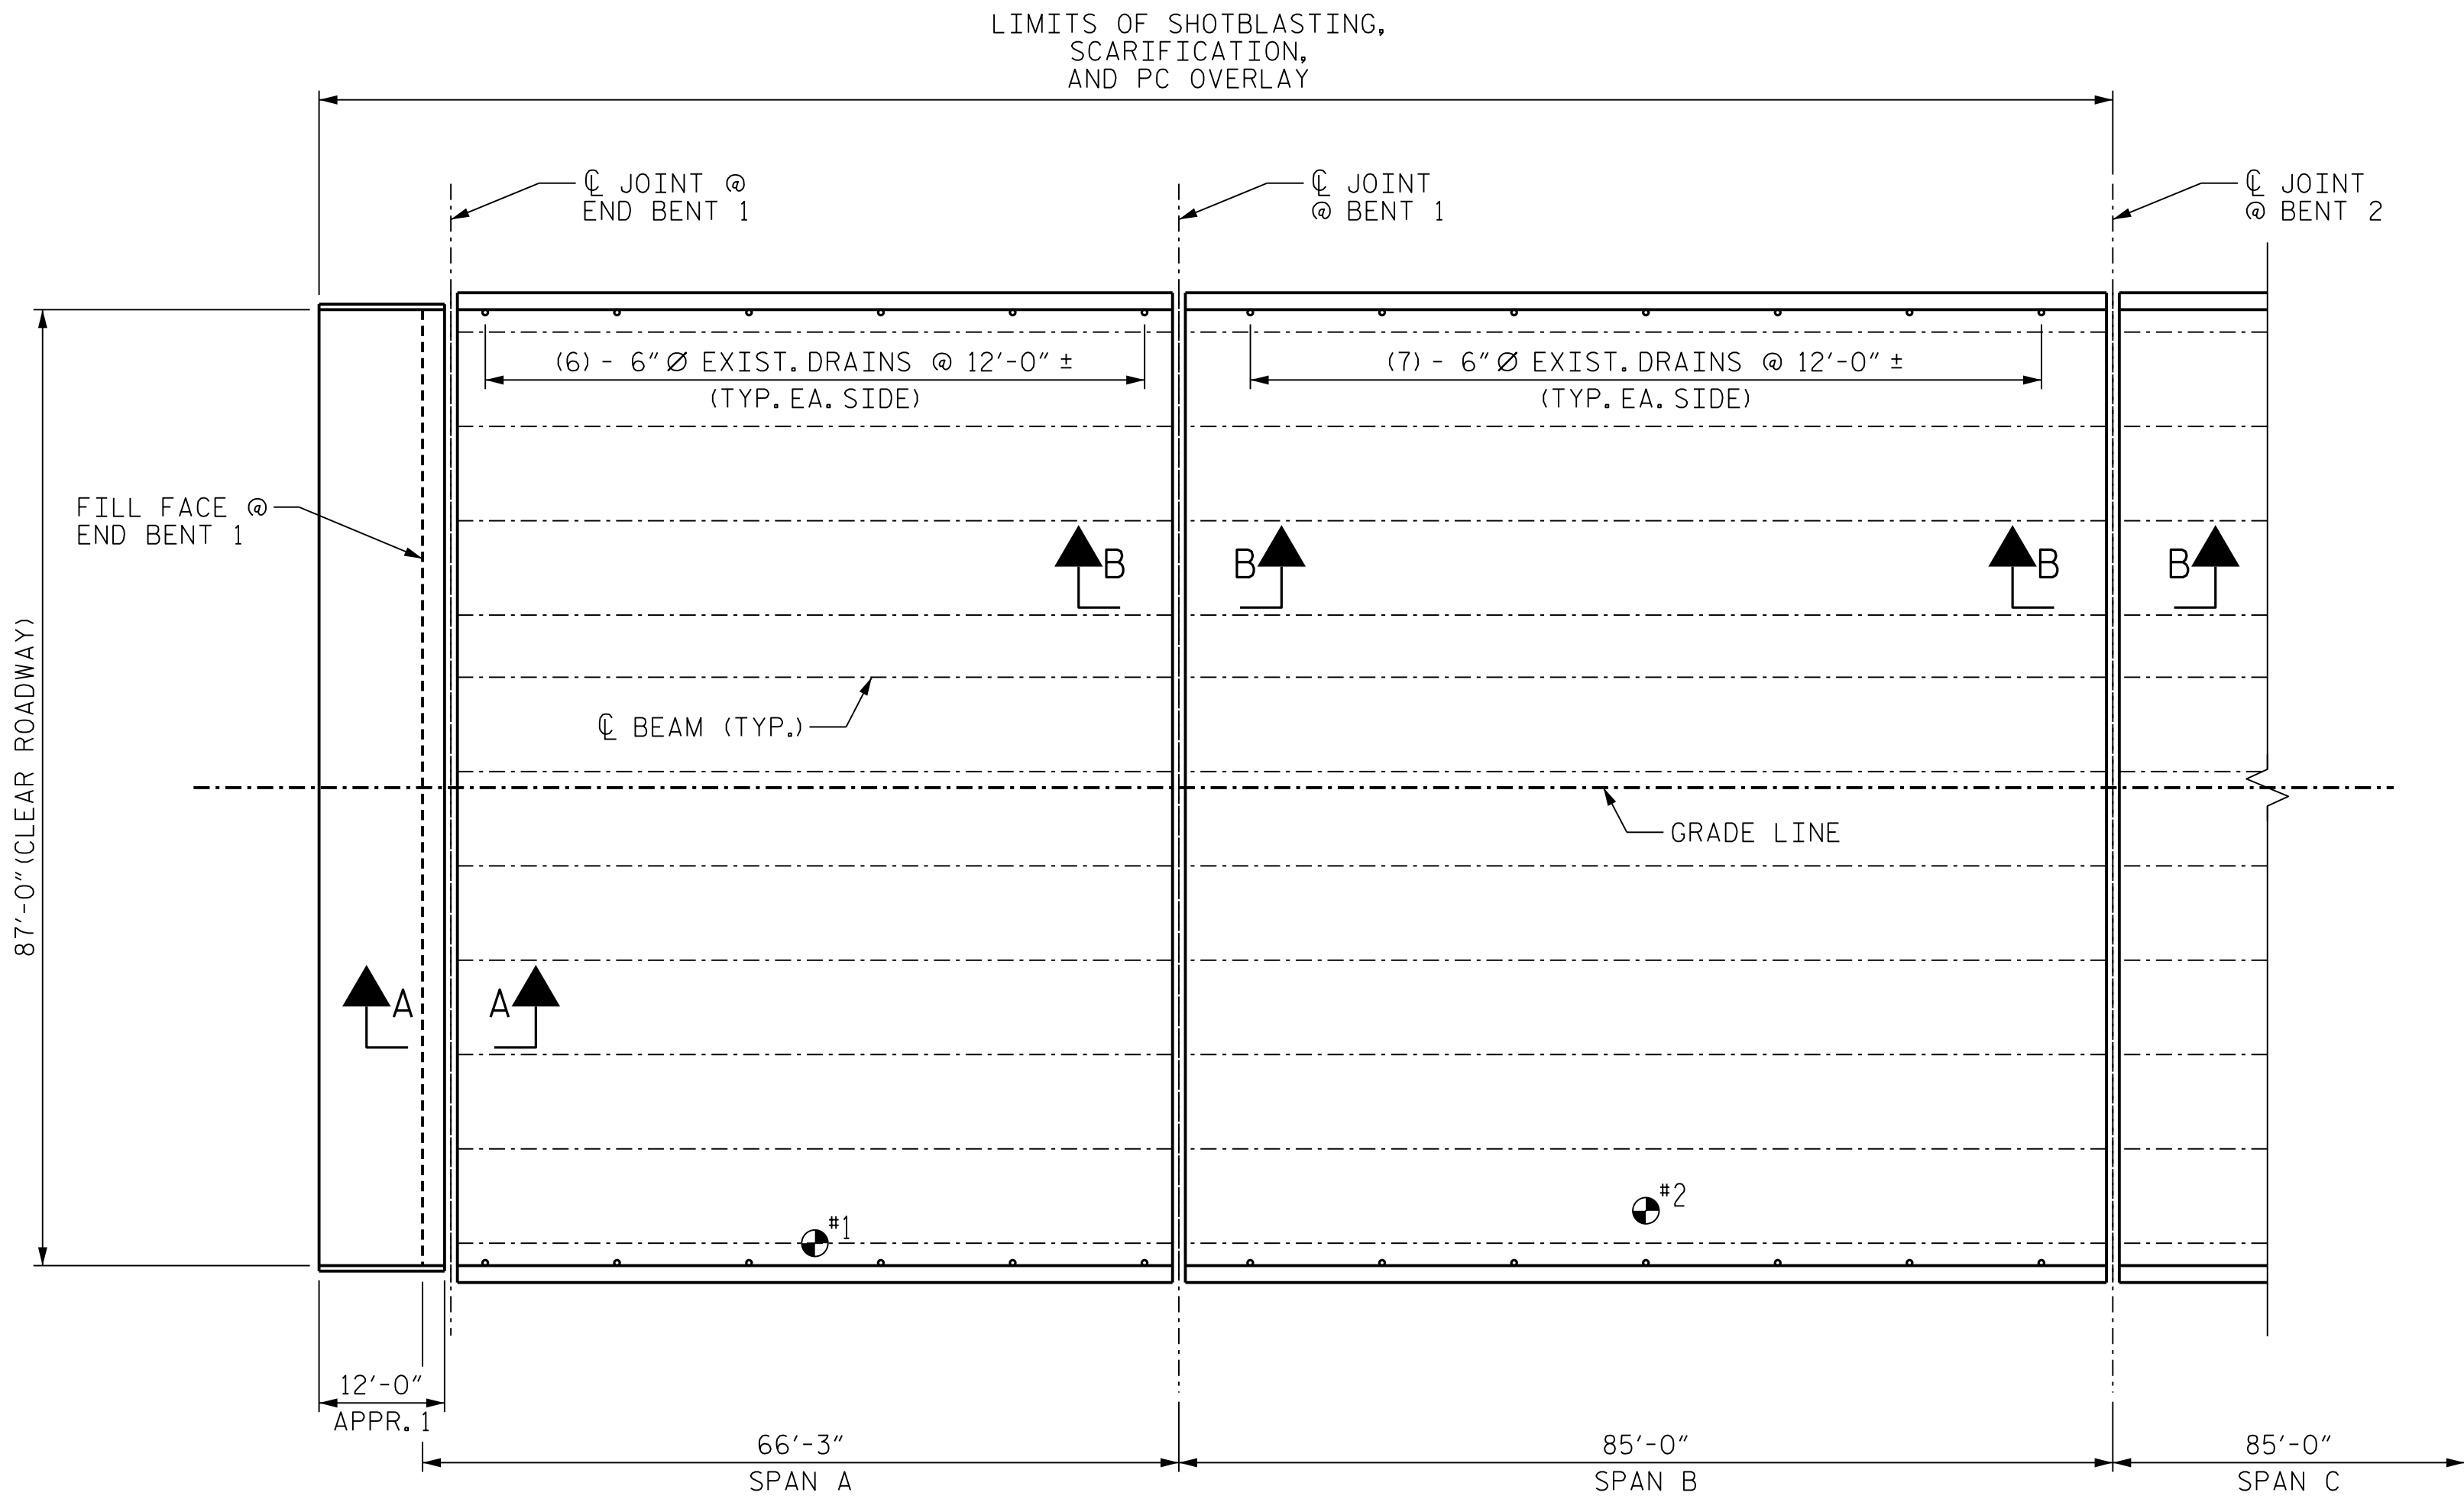 LIMITS OF SHOTBLASTING,
SCARIFICATION,
AND PC OVERLAY
℄ JOINT @
END BENT 1
℄ JOINT
@ BENT 1
℄ JOINT
@ BENT 2
(6) - 6"Ø EXIST. DRAINS @ 12'-0" ±
(TYP. EA. SIDE)
(7) - 6"Ø EXIST. DRAINS @ 12'-0" ±
(TYP. EA. SIDE)
FILL FACE @
END BENT 1
B
B
B
B
87'-0" (CLEAR ROADWAY)
℄ BEAM (TYP.)
GRADE LINE
A
A
#1
#2
12'-0"
APPR. 1
66'-3"
SPAN A
85'-0"
SPAN B
85'-0"
SPAN C